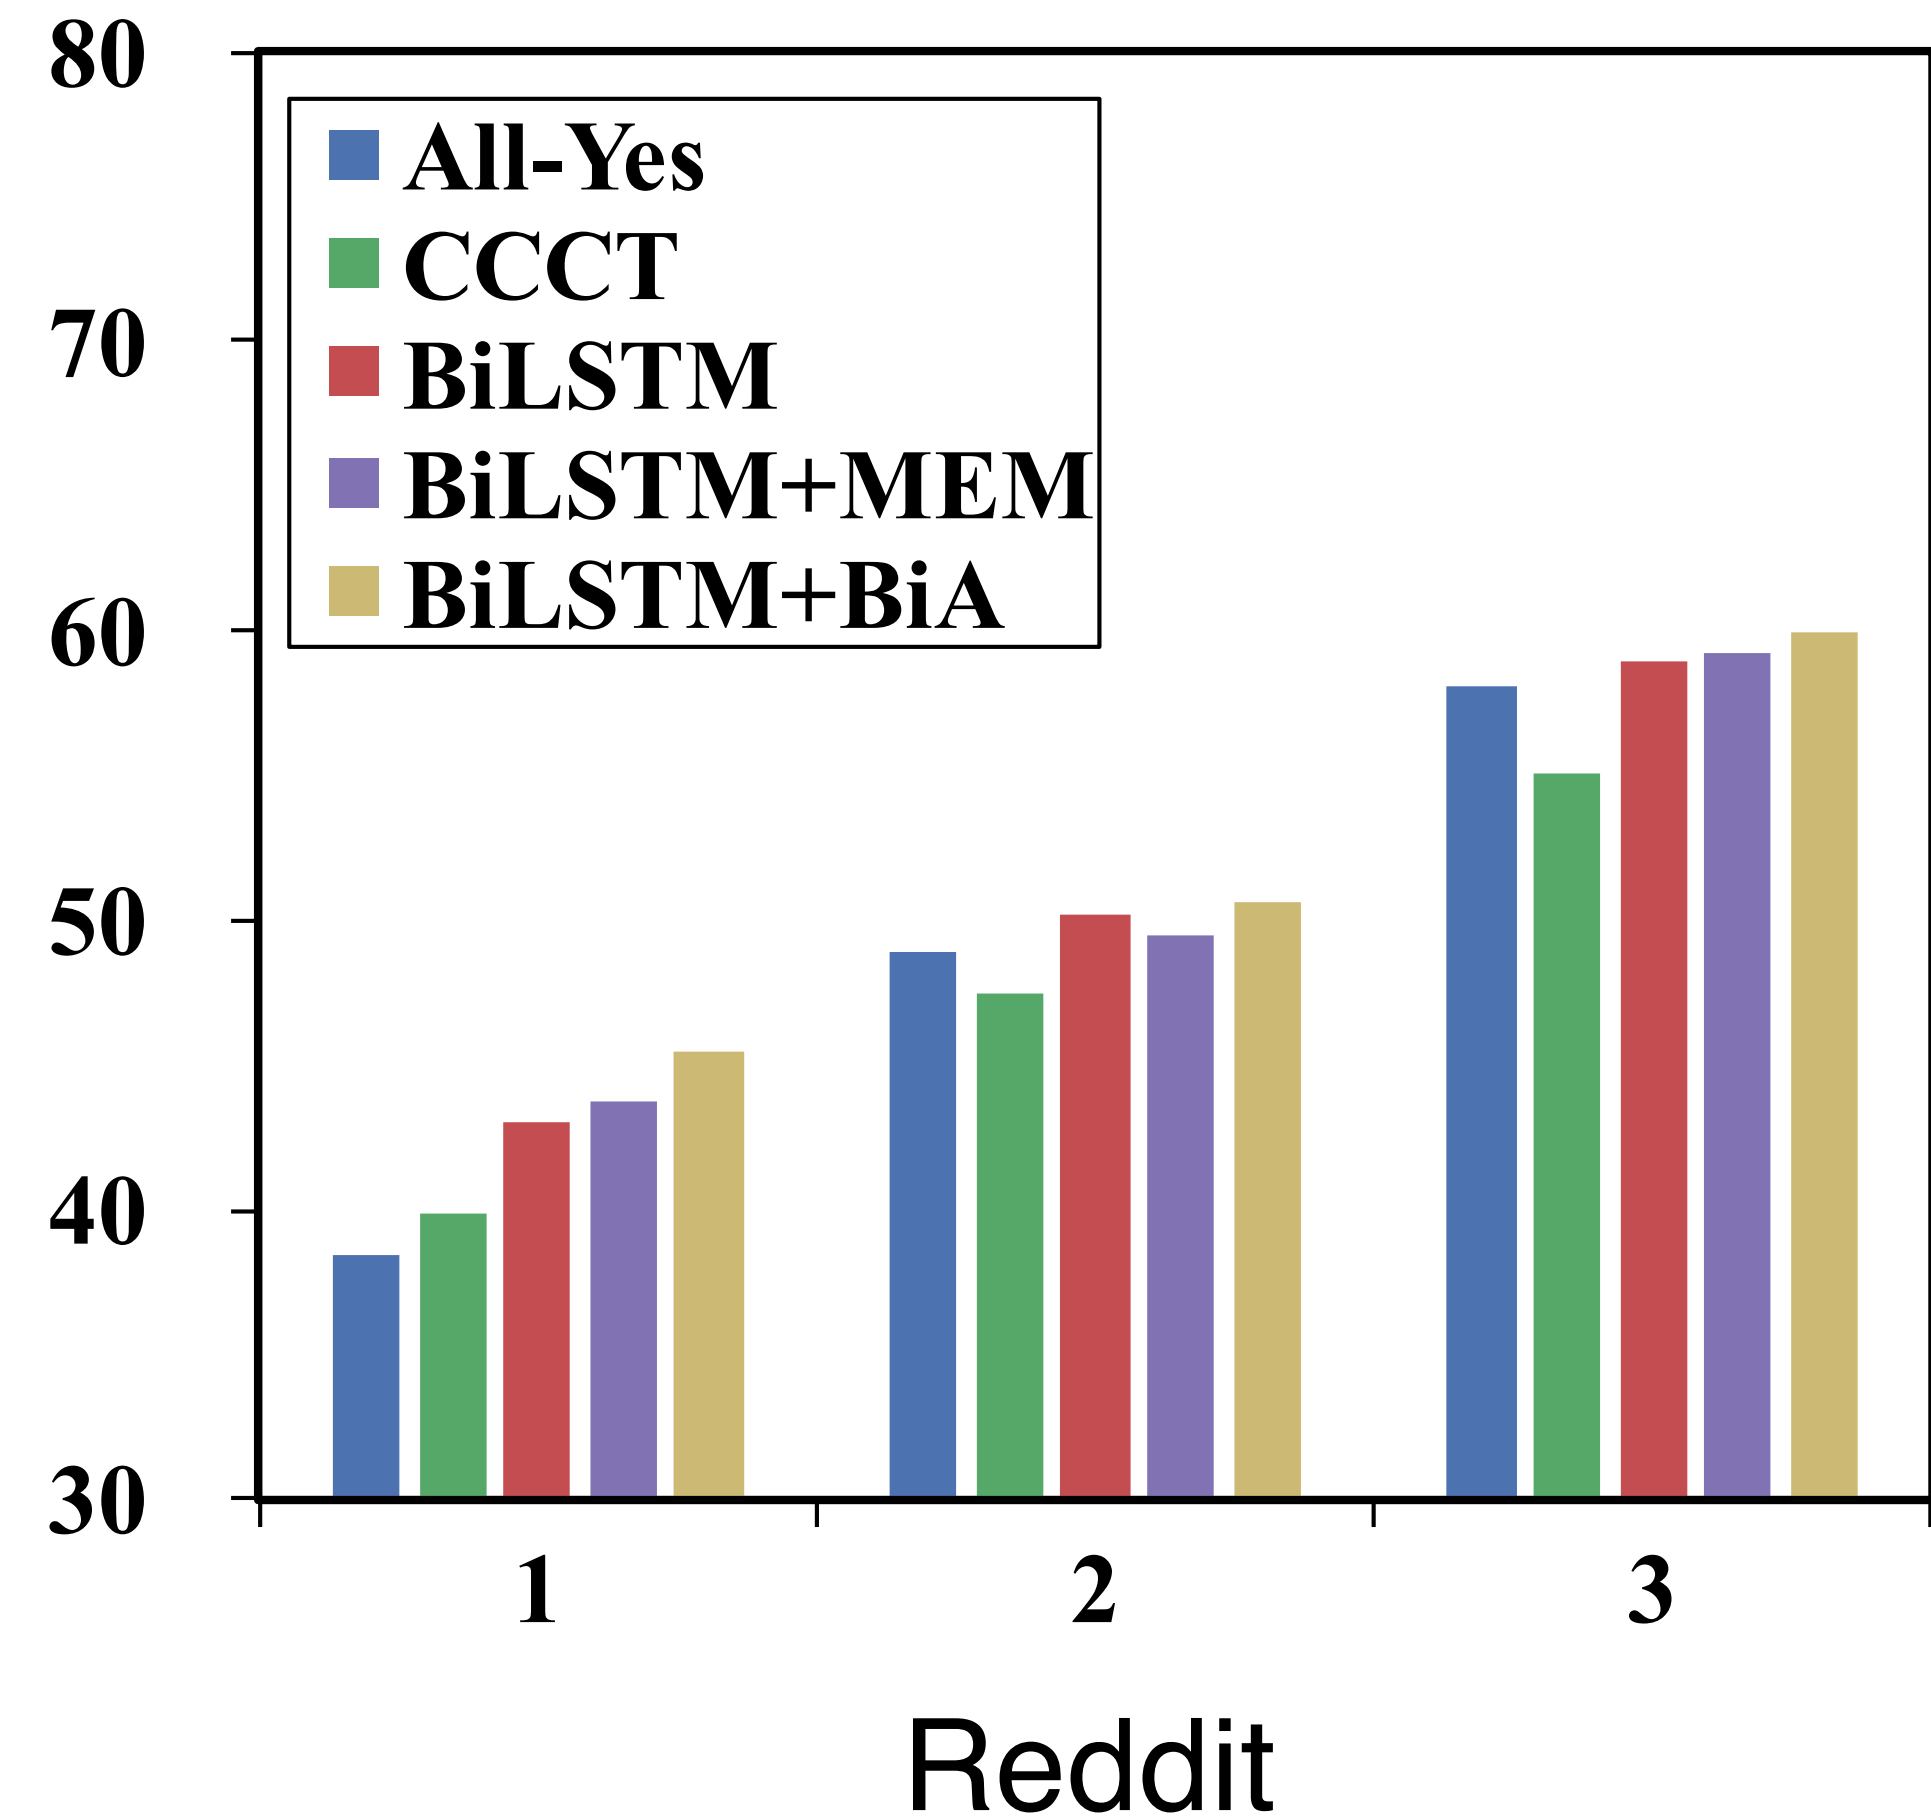 80
70
60
50
40
30
All-Yes
CCCT
BiLSTM
BiLSTM+MEM
BiLSTM+BiA
1 2 3
Reddit